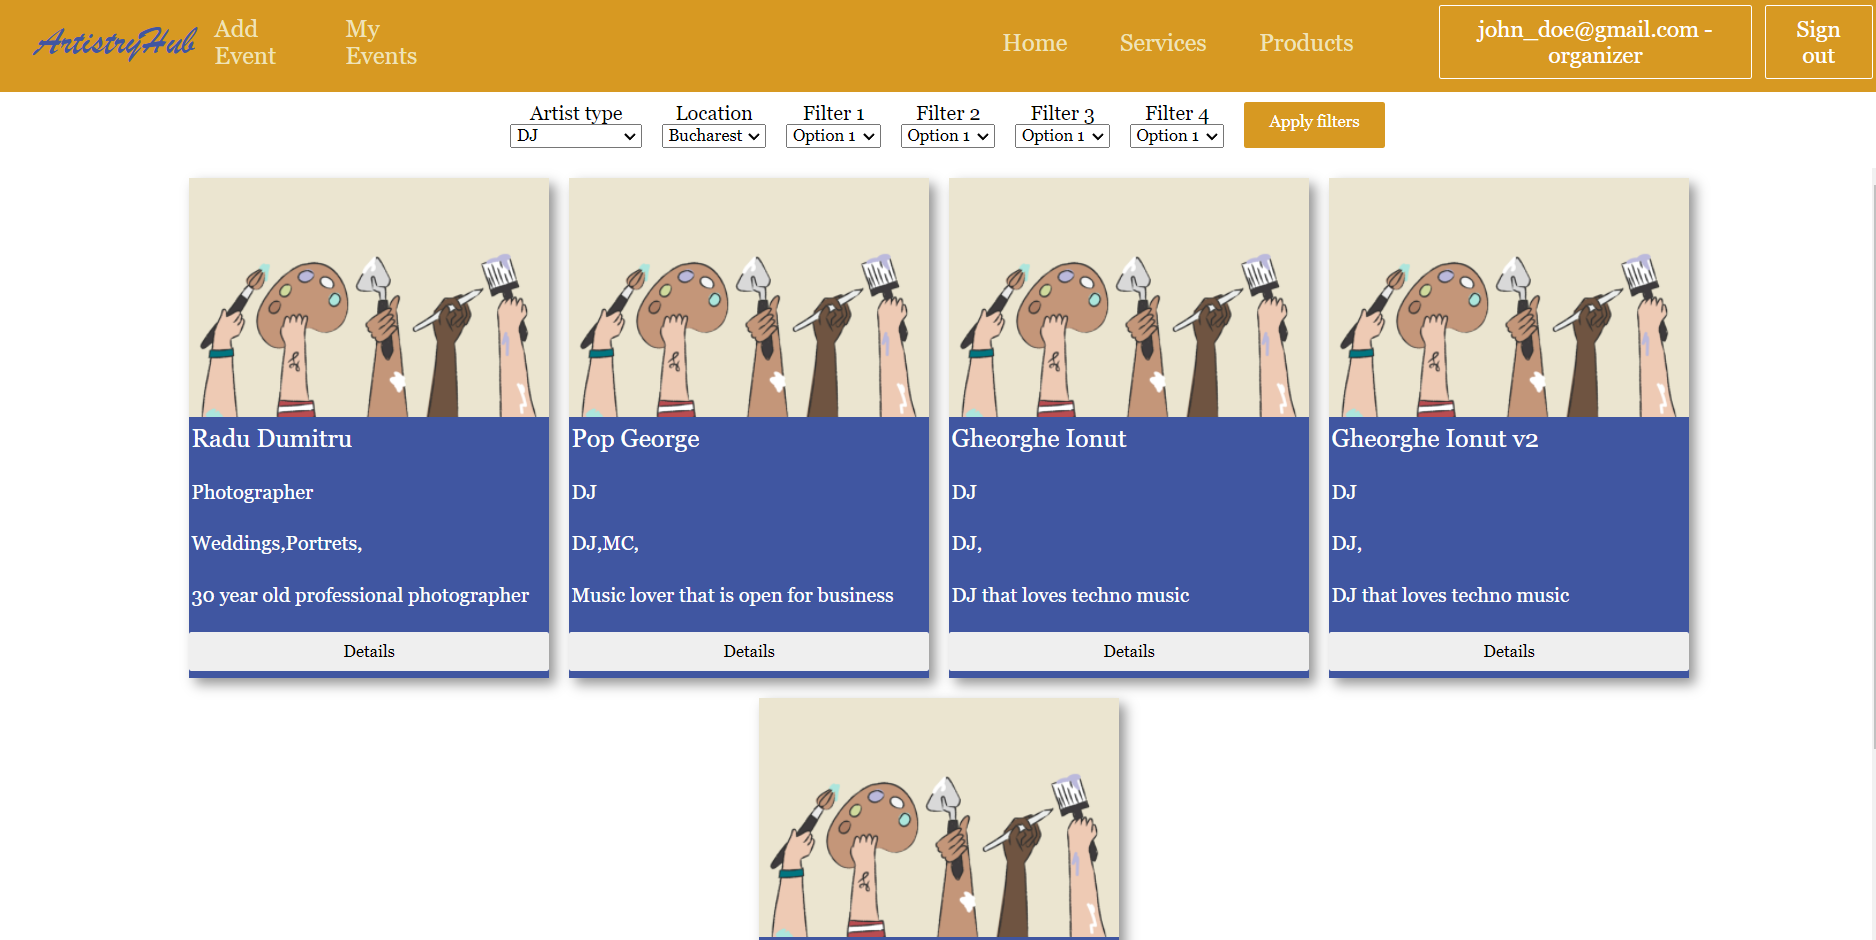 ArtistryHub
Add
Event
My
Events
Home
Services
Products
john_doe@gmail.com -
organizer
Sign
out
Artist type
DJ
Location
Bucharest
Filter 1
Option 1
Filter 2
Option 1
Filter 3
Option 1
Filter 4
Option 1
Apply filters
Radu Dumitru
Photographer
Weddings,Portrets,
30 year old professional photographer
Details
Pop George
DJ
DJ,MC,
Music lover that is open for business
Details
Gheorghe Ionut
DJ
DJ,
DJ that loves techno music
Details
Gheorghe Ionut v2
DJ
DJ,
DJ that loves techno music
Details